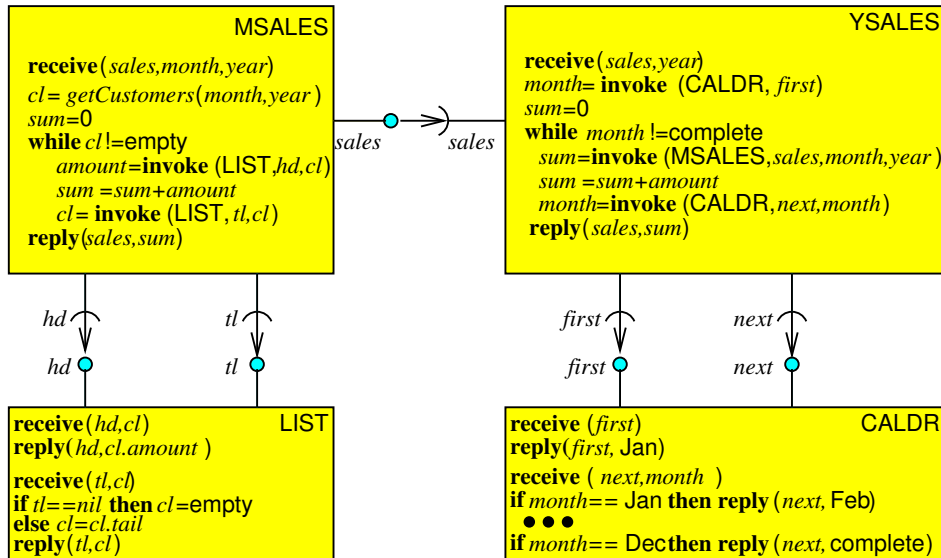 MSALES
receive(sales,month,year)
cl= getCustomers(month,year)
sum=0
while cl!=empty
amount=invoke (LIST,hd,cl)
sum =sum+amount
cl= invoke (LIST, tl,cl)
reply(sales,sum)
sales
sales
YSALES
receive(sales,year)
month= invoke (CALDR, first)
sum=0
while month !=complete
sum=invoke (MSALES,sales,month,year)
sum =sum+amount
month=invoke (CALDR,next,month)
reply(sales,sum)
hd
tl
first
next
hd
tl
first
next
LIST
receive(hd,cl)
reply(hd,cl.amount )
receive(tl,cl)
if tl==nil then cl=empty
else cl=cl.tail
reply(tl,cl)
CALDR
receive (first)
reply(first, Jan)
receive ( next,month )
if month== Jan then reply (next, Feb)
● ● ●
if month== Dec then reply (next, complete)